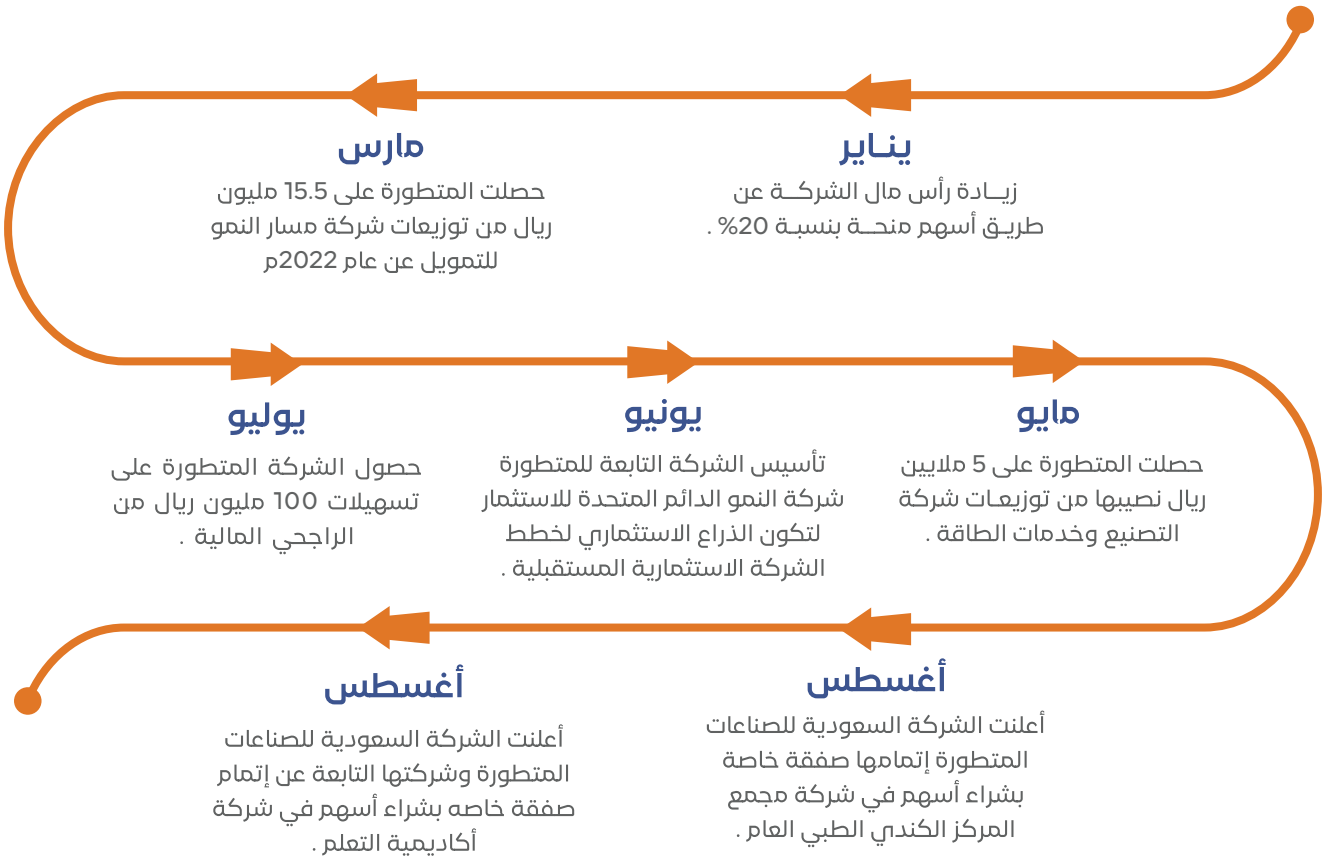 ينــاير
زيــادة رأس مال الشركــة عن
طريـق أسهم منحــة بنسبـة 20% .
مارس
حصلت المتطورة على 15.5 مليون
ريال من توزيعات شركة مسار النمو
للتمويل عن عام 2022م
مايو
حصلت المتطورة على 5 ملايين
ريال نصيبها من توزيعـات شركة
التصنيع وخدمات الطاقة .
يونيو
تأسيس الشركة التابعة للمتطورة
شركة النمو الدائم المتحدة للاستثمار
لتكون الذراع الاستثماري لخطط
الشركة الاستثمارية المستقبلية .
يوليو
حصول الشركة المتطورة على
تسهيلات 100 مليون ريال من
الراجحي المالية .
أغسطس
أعلنت الشركة السعودية للصناعات
المتطورة إتمامها صفقة خاصة
بشراء أسهم في شركة مجمع
المركز الكندي الطبي العام .
أغسطس
أعلنت الشركة السعودية للصناعات
المتطورة وشركتها التابعة عن إتمام
صفقة خاصه بشراء أسهم في شركة
أكاديمية التعلم .